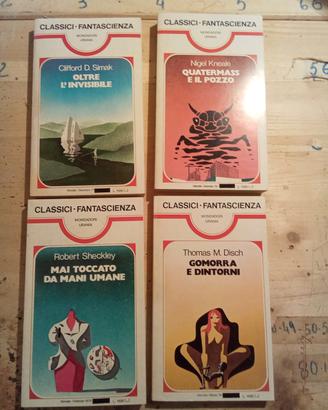 CLASSICI·FANTASCIENZA
MONDADORI
URANIA
Clifford D. Simak
OLTRE
L'INVISIBILE
CLASSICI·FANTASCIENZA
MONDADORI
URANIA
Nigel Kneale
QUATERMASS
E IL POZZO
CLASSICI·FANTASCIENZA
MONDADORI
URANIA
Robert Sheckley
MAI TOCCATO
DA MANI UMANE
CLASSICI·FANTASCIENZA
MONDADORI
URANIA
Thomas M. Disch
GOMORRA
E DINTORNI